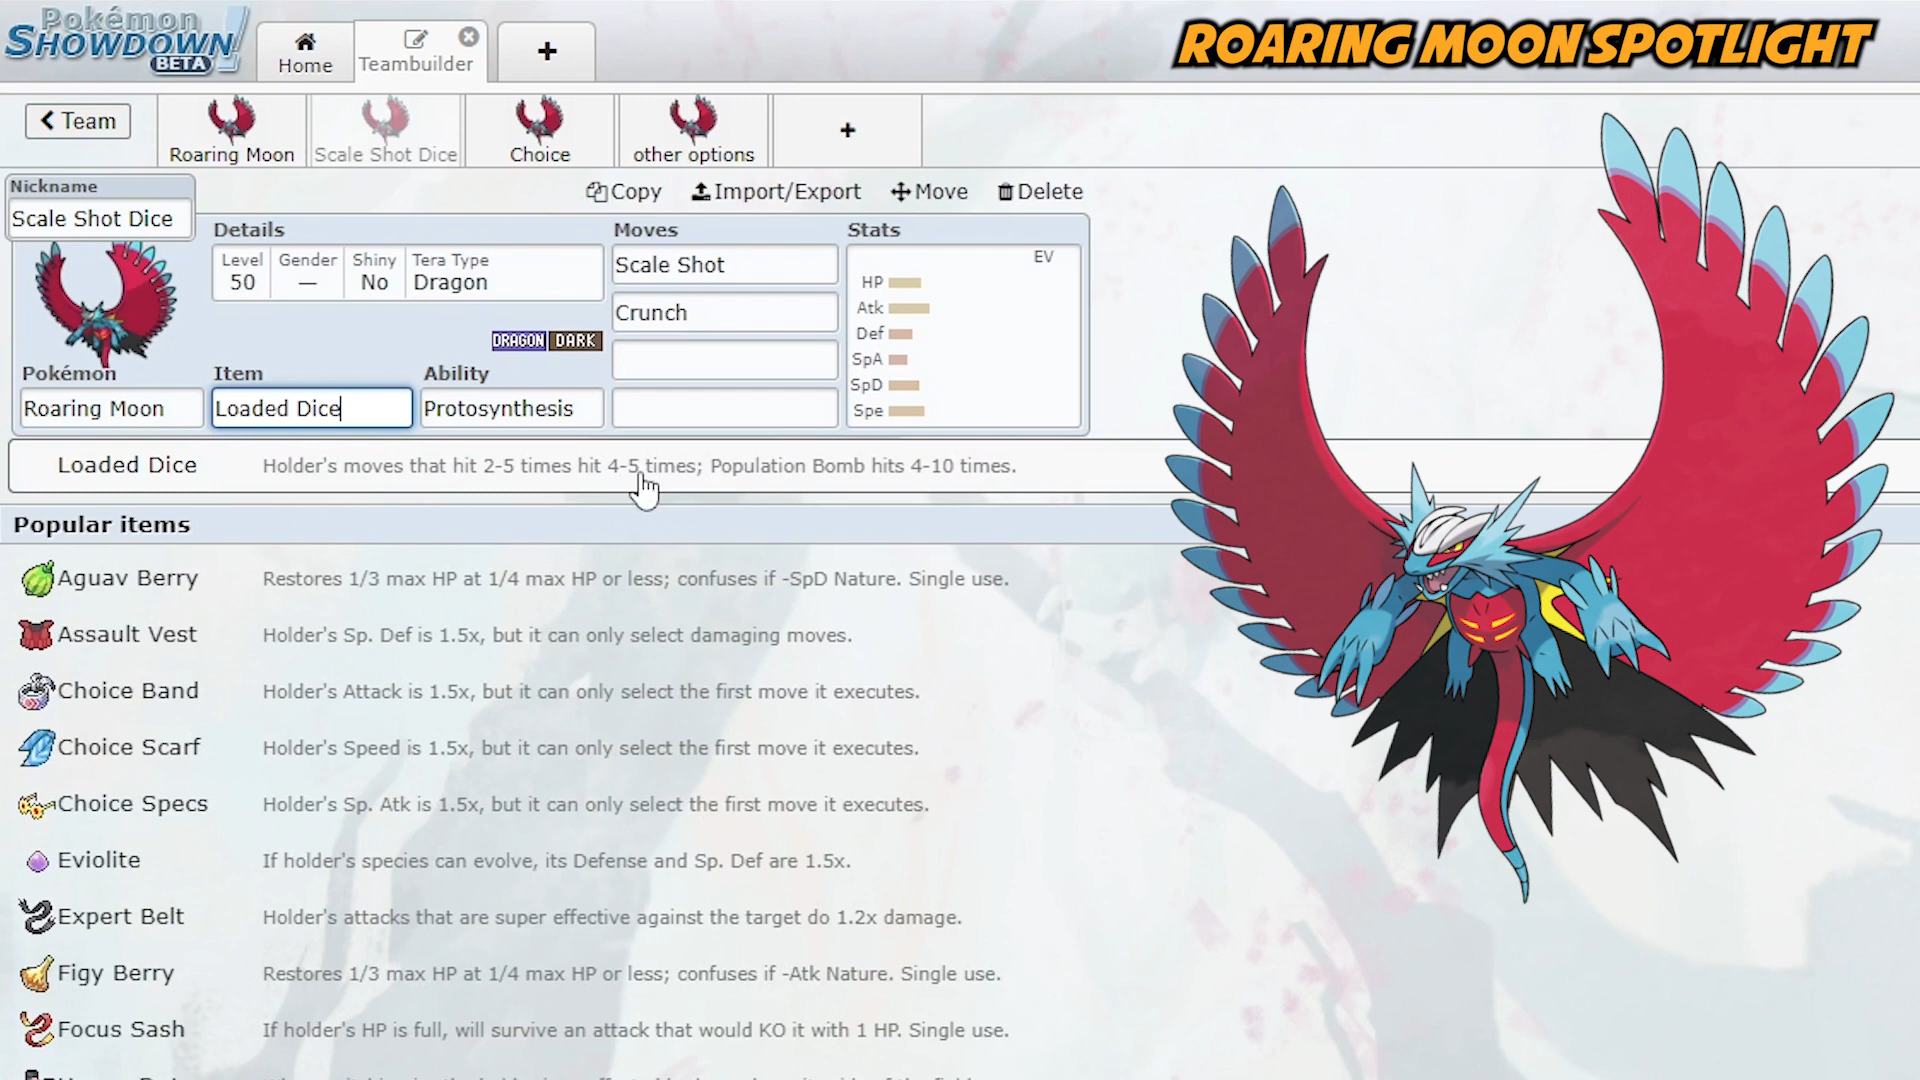 Pokémon
SHOWDOWN!
BETA
Home
Teambuilder
+
ROARING MOON SPOTLIGHT
Team
Roaring Moon
Scale Shot Dice
Choice
other options
+
Nickname
Scale Shot Dice
Copy
Import/Export
Move
Delete
Details
Level
50
Gender
—
Shiny
No
Tera Type
Dragon
DRAGON DARK
Pokémon
Roaring Moon
Item
Loaded Dice
Ability
Protosynthesis
Moves
Scale Shot
Crunch
Stats
EV
HP
Atk
Def
SpA
SpD
Spe
Loaded Dice Holder's moves that hit 2-5 times hit 4-5 times; Population Bomb hits 4-10 times.
Popular items
Aguav Berry Restores 1/3 max HP at 1/4 max HP or less; confuses if -SpD Nature. Single use.
Assault Vest Holder's Sp. Def is 1.5x, but it can only select damaging moves.
Choice Band Holder's Attack is 1.5x, but it can only select the first move it executes.
Choice Scarf Holder's Speed is 1.5x, but it can only select the first move it executes.
Choice Specs Holder's Sp. Atk is 1.5x, but it can only select the first move it executes.
Eviolite If holder's species can evolve, its Defense and Sp. Def are 1.5x.
Expert Belt Holder's attacks that are super effective against the target do 1.2x damage.
Figy Berry Restores 1/3 max HP at 1/4 max HP or less; confuses if -Atk Nature. Single use.
Focus Sash If holder's HP is full, will survive an attack that would KO it with 1 HP. Single use.